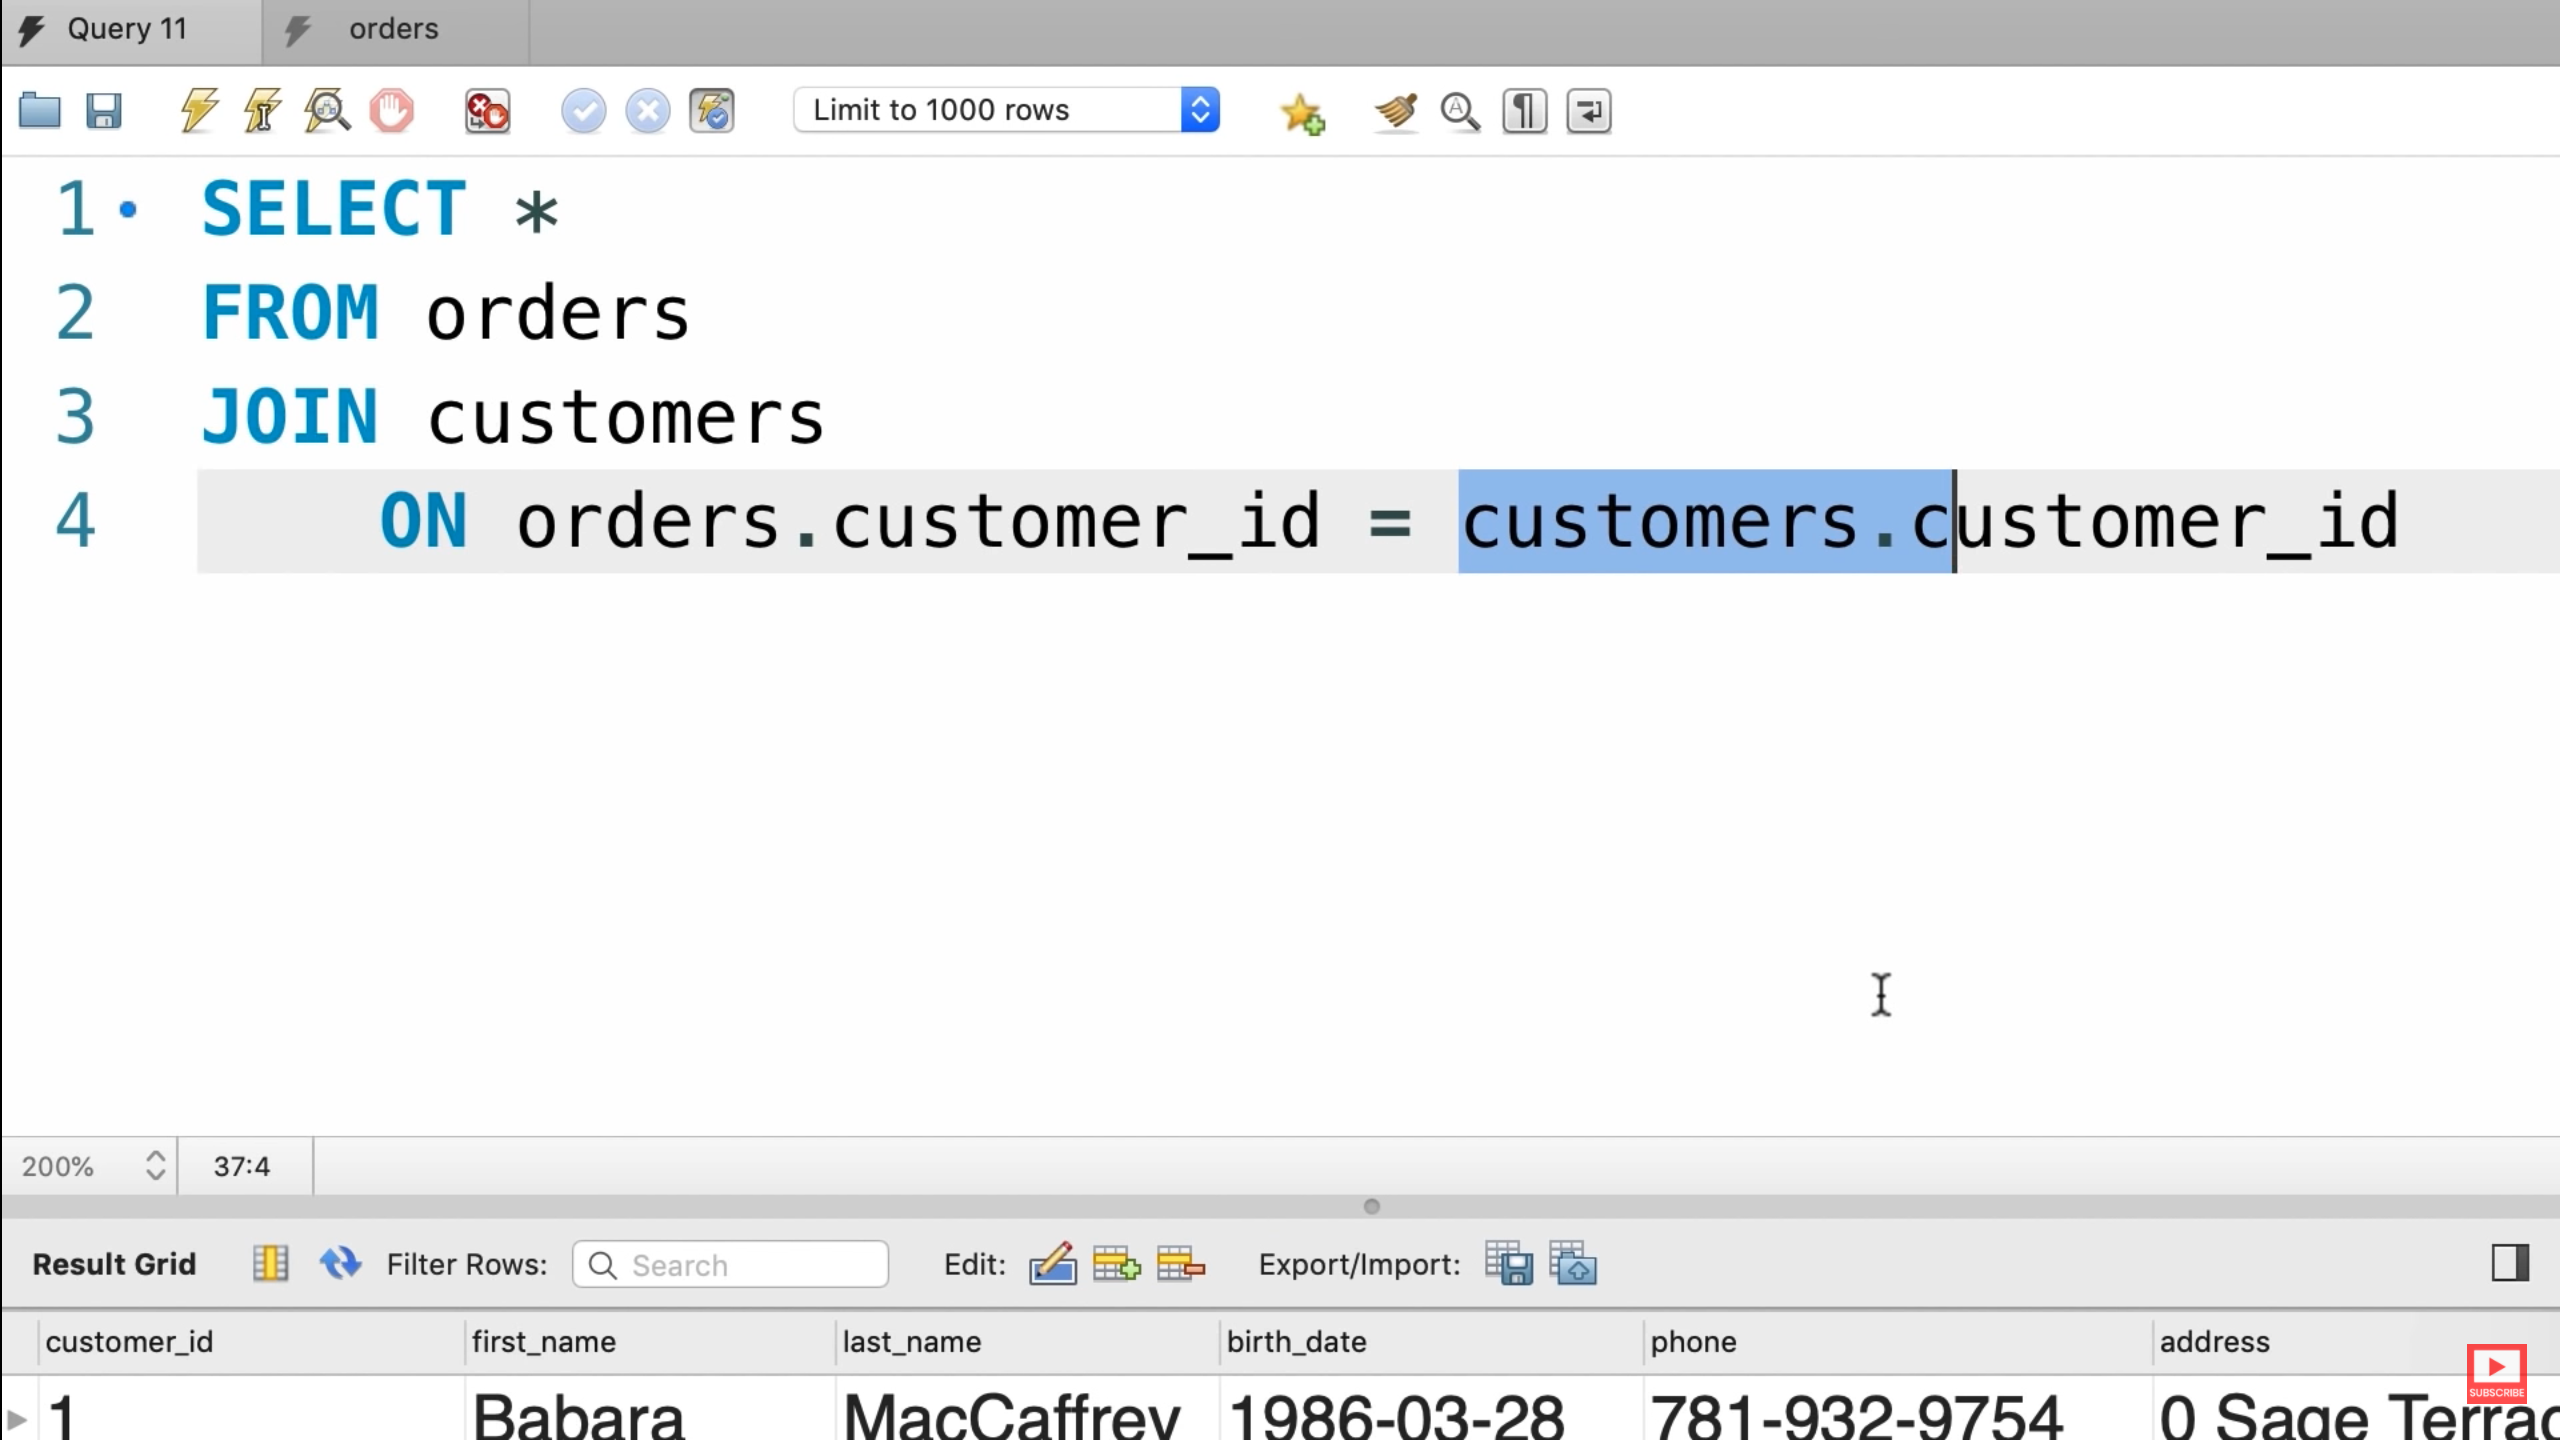 Query 11 orders
Limit to 1000 rows
1 SELECT *
2 FROM orders
3 JOIN customers
4 ON orders.customer_id = customers.customer_id
200% 37:4
Result Grid Filter Rows: Search Edit: Export/Import:
customer_id first_name last_name birth_date phone address
SUBSCRIBE
1 Babara MacCaffrey 1986-03-28 781-932-9754 0 Sage